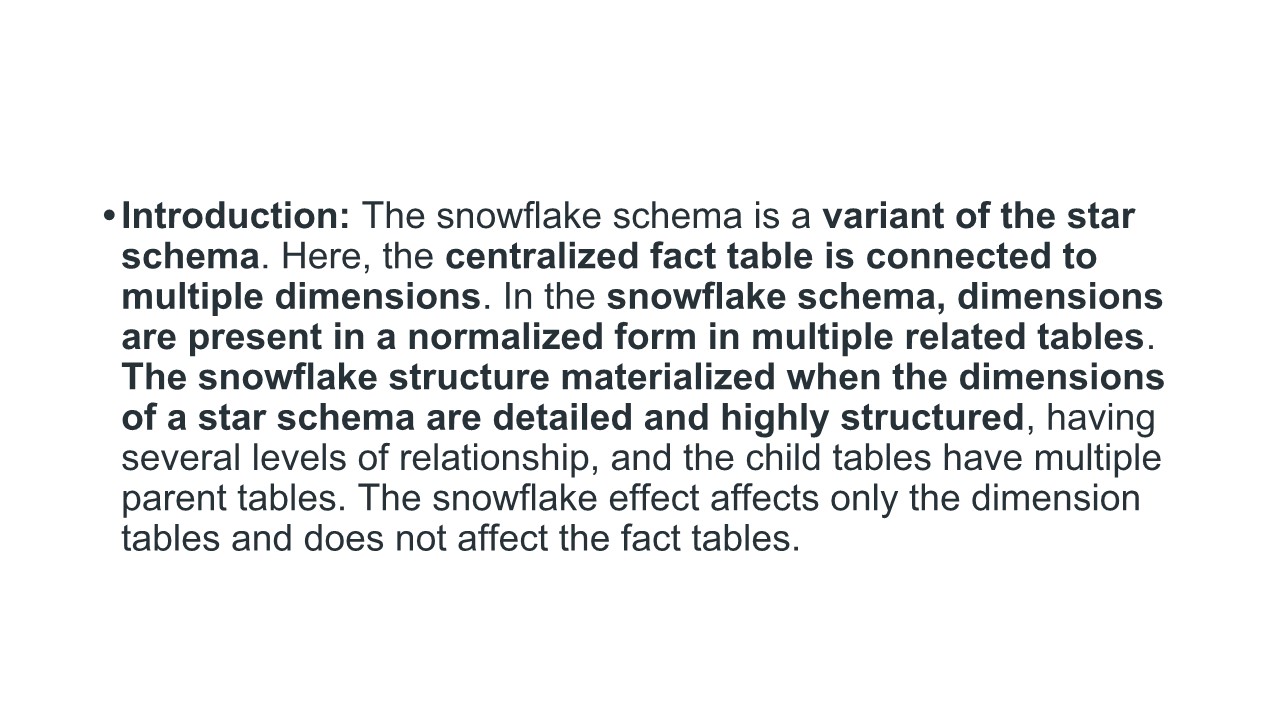 •Introduction: The snowflake schema is a variant of the star
schema. Here, the centralized fact table is connected to
multiple dimensions. In the snowflake schema, dimensions
are present in a normalized form in multiple related tables.
The snowflake structure materialized when the dimensions
of a star schema are detailed and highly structured, having
several levels of relationship, and the child tables have multiple
parent tables. The snowflake effect affects only the dimension
tables and does not affect the fact tables.